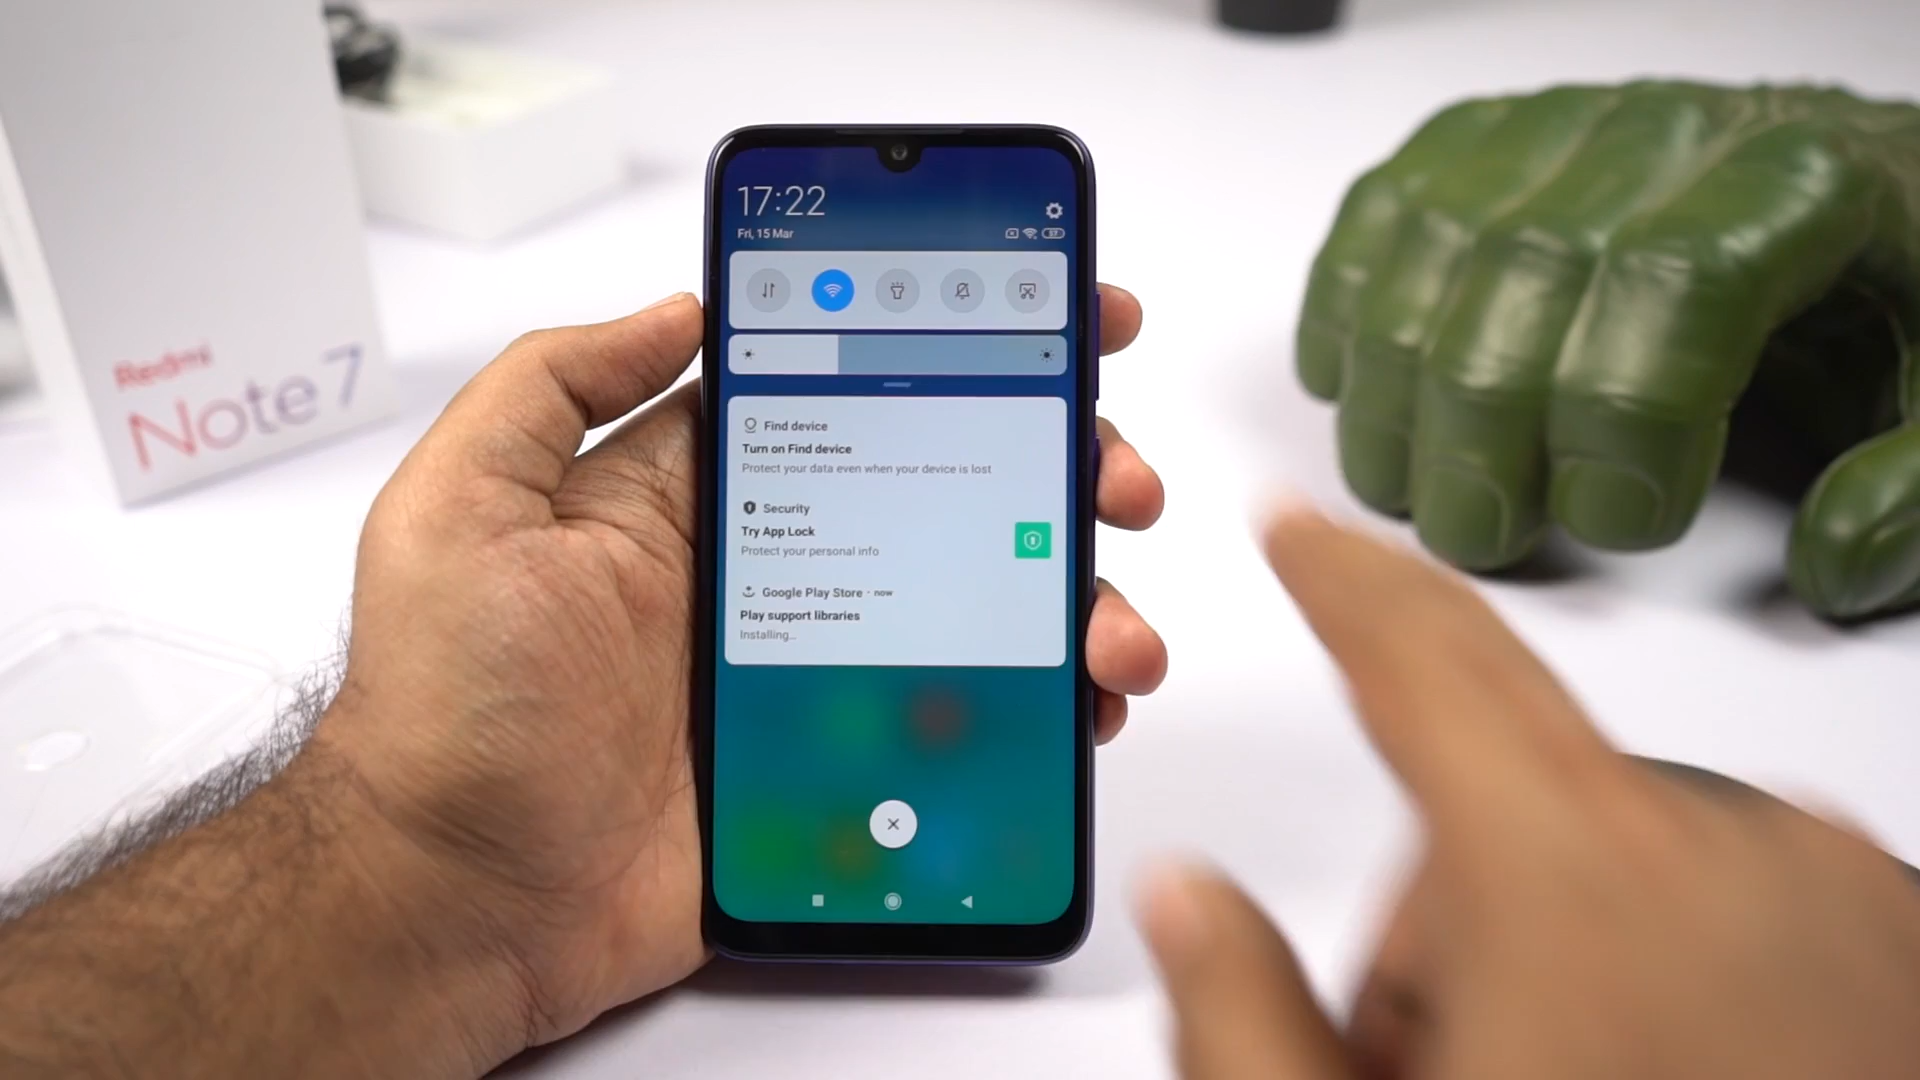 Redmi
Note 7
17:22
Fri, 15 Mar
57
Find device
Turn on Find device
Protect your data even when your device is lost
Security
Try App Lock
Protect your personal info
Google Play Store · now
Play support libraries
Installing...